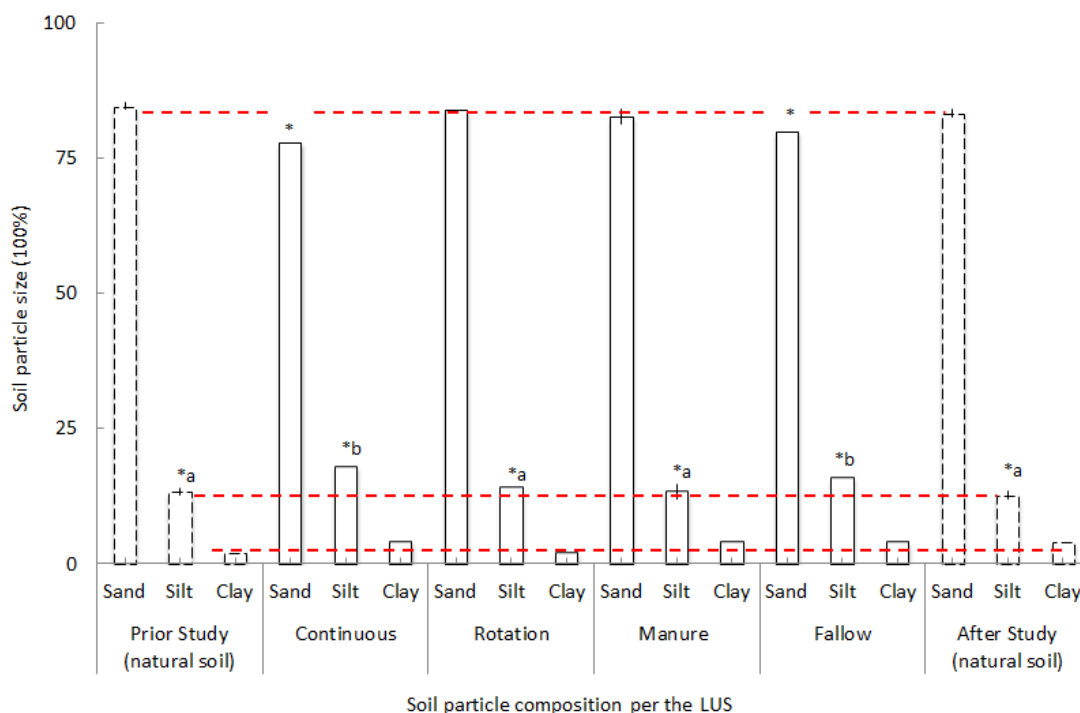 100
75
50
25
0
Soil particle size (100%)
*
*
*a
*b
*a
*a
*b
*a
Sand Silt Clay Sand Silt Clay Sand Silt Clay Sand Silt Clay Sand Silt Clay Sand Silt Clay
Prior Study Continuous Rotation Manure Fallow After Study
(natural soil) (natural soil)
Soil particle composition per the LUS